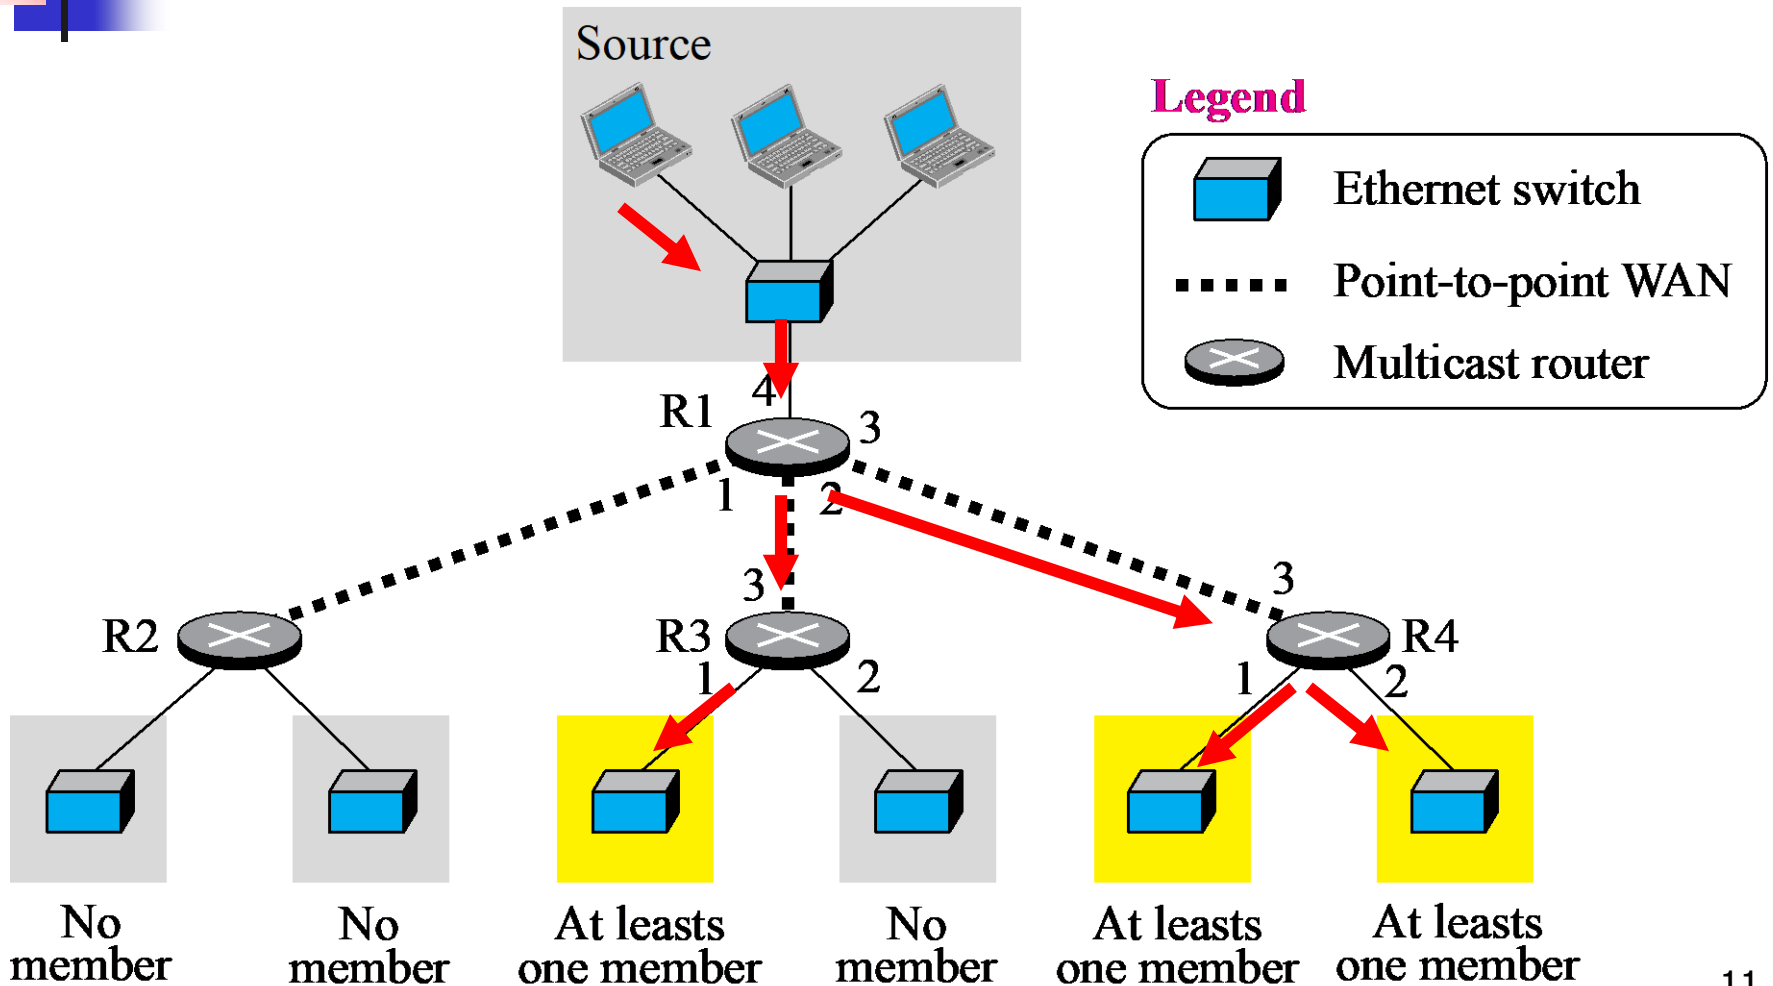 Source
Legend
Ethernet switch
Point-to-point WAN
Multicast router
4
R1
3
1
2
3
3
R2
R3
R4
1
2
1
2
No
member
No
member
At leasts
one member
No
member
At leasts
one member
At leasts
one member
11